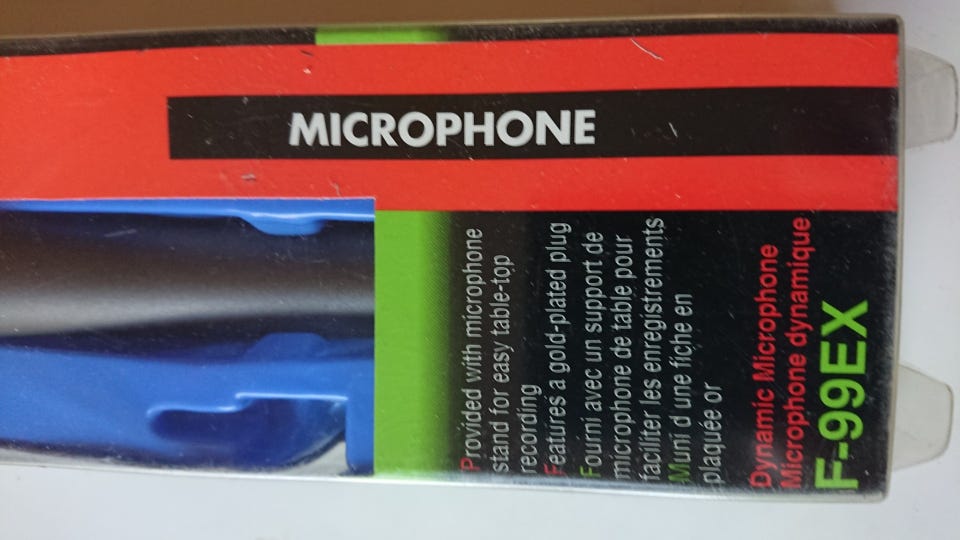 MICROPHONE
Provided with microphone
stand for easy table-top
recording
Features a gold-plated plug
Fourni avec un support de
microphone de table pour
faciliter les enregistrements
Muni d une fiche en
plaquée or
Dynamic Microphone
Microphone dynamique
F-99EX